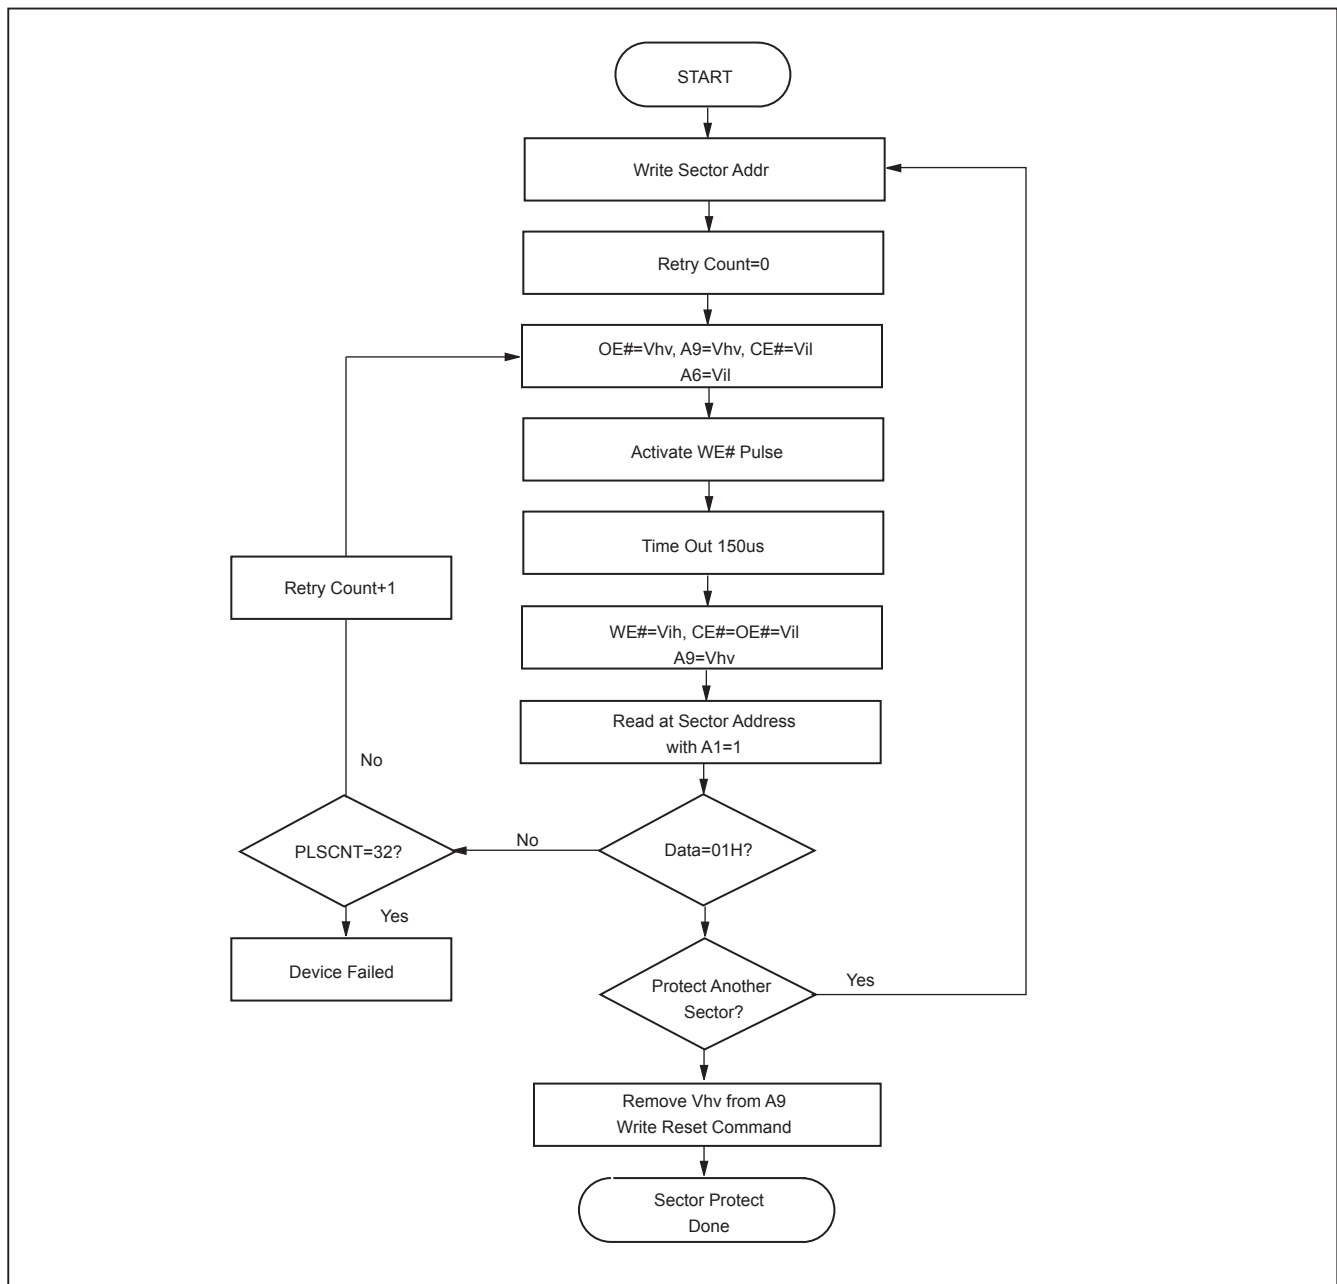 START
Write Sector Addr
Retry Count=0
OE#=Vhv, A9=Vhv, CE#=Vil
A6=Vil
Activate WE# Pulse
Time Out 150us
Retry Count+1
WE#=Vih, CE#=OE#=Vil
A9=Vhv
Read at Sector Address
with A1=1
No
PLSCNT=32?
No
Data=01H?
Yes
Device Failed
Protect Another
Sector?
Yes
Remove Vhv from A9
Write Reset Command
Sector Protect
Done